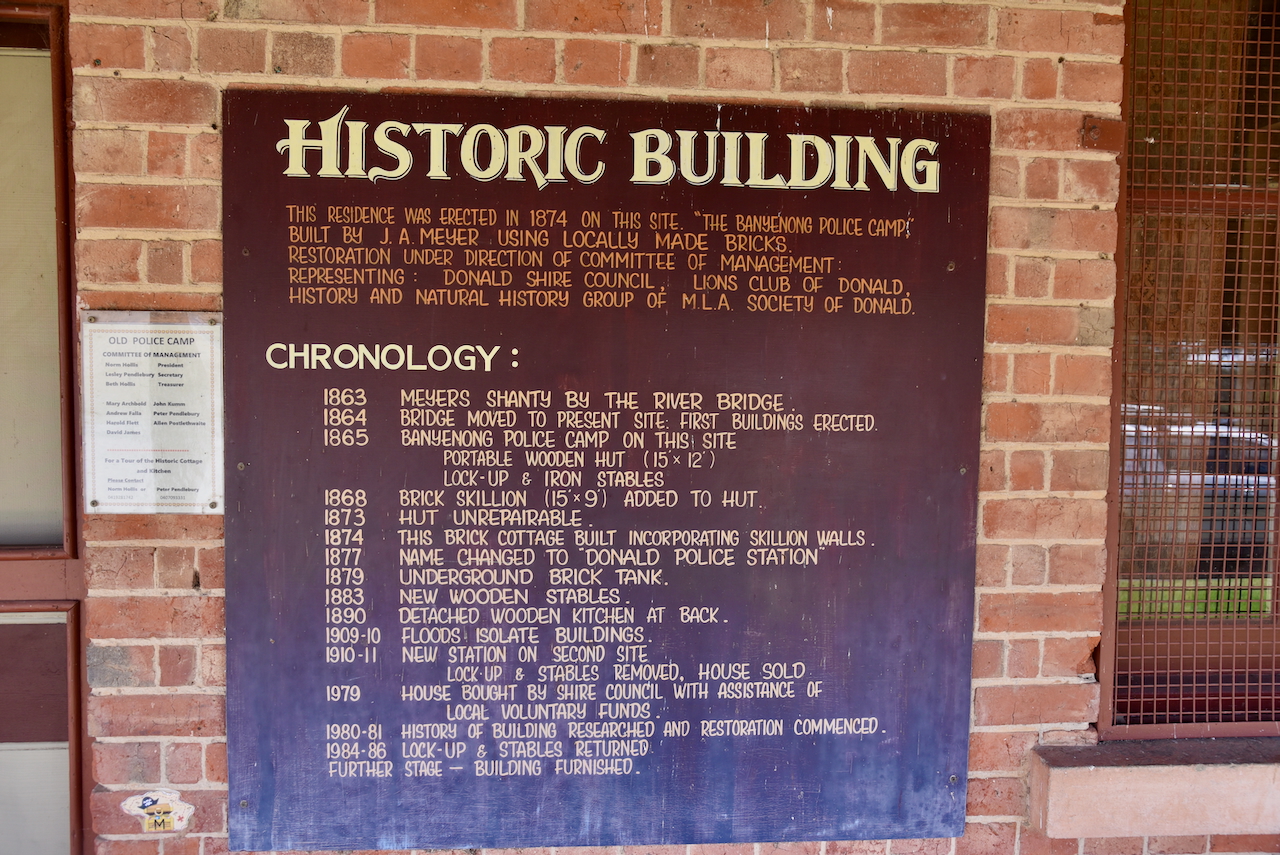 HISTORIC BUILDING
THIS RESIDENCE WAS ERECTED IN 1874 ON THIS SITE. "THE BANYENONG POLICE CAMP."
BUILT BY J. A. MEYER USING LOCALLY MADE BRICKS.
RESTORATION UNDER DIRECTION OF COMMITTEE OF MANAGEMENT:
REPRESENTING: DONALD SHIRE COUNCIL, LIONS CLUB OF DONALD,
HISTORY AND NATURAL HISTORY GROUP OF M.L.A. SOCIETY OF DONALD.
CHRONOLOGY:
1863 MEYERS SHANTY BY THE RIVER BRIDGE.
1864 BRIDGE MOVED TO PRESENT SITE: FIRST BUILDINGS ERECTED.
1865 BANYENONG POLICE CAMP ON THIS SITE
PORTABLE WOODEN HUT (15'× 12')
LOCK-UP & IRON STABLES
1868 BRICK SKILLION (15'× 9') ADDED TO HUT.
1873 HUT UNREPAIRABLE.
1874 THIS BRICK COTTAGE BUILT INCORPORATING SKILLION WALLS.
1877 NAME CHANGED TO "DONALD POLICE STATION"
1879 UNDERGROUND BRICK TANK.
1883 NEW WOODEN STABLES.
1890 DETACHED WOODEN KITCHEN AT BACK.
1909-10 FLOODS ISOLATE BUILDINGS.
1910-11 NEW STATION ON SECOND SITE
LOCK-UP & STABLES REMOVED, HOUSE SOLD
1979 HOUSE BOUGHT BY SHIRE COUNCIL WITH ASSISTANCE OF
LOCAL VOLUNTARY FUNDS.
1980-81 HISTORY OF BUILDING RESEARCHED AND RESTORATION COMMENCED.
1984-86 LOCK-UP & STABLES RETURNED
FURTHER STAGE — BUILDING FURNISHED.
OLD POLICE CAMP
COMMITTEE OF MANAGEMENT
Norm Hollis President
Lesley Pendlebury Secretary
Beth Hollis Treasurer
Mary Archbold John Kumm
Andrew Falla Peter Pendlebury
Harold Flett Allen Postlethwaite
David James
For a Tour of the Historic Cottage
and Kitchen
Please Contact
Norm Hollis or Peter Pendlebury
M